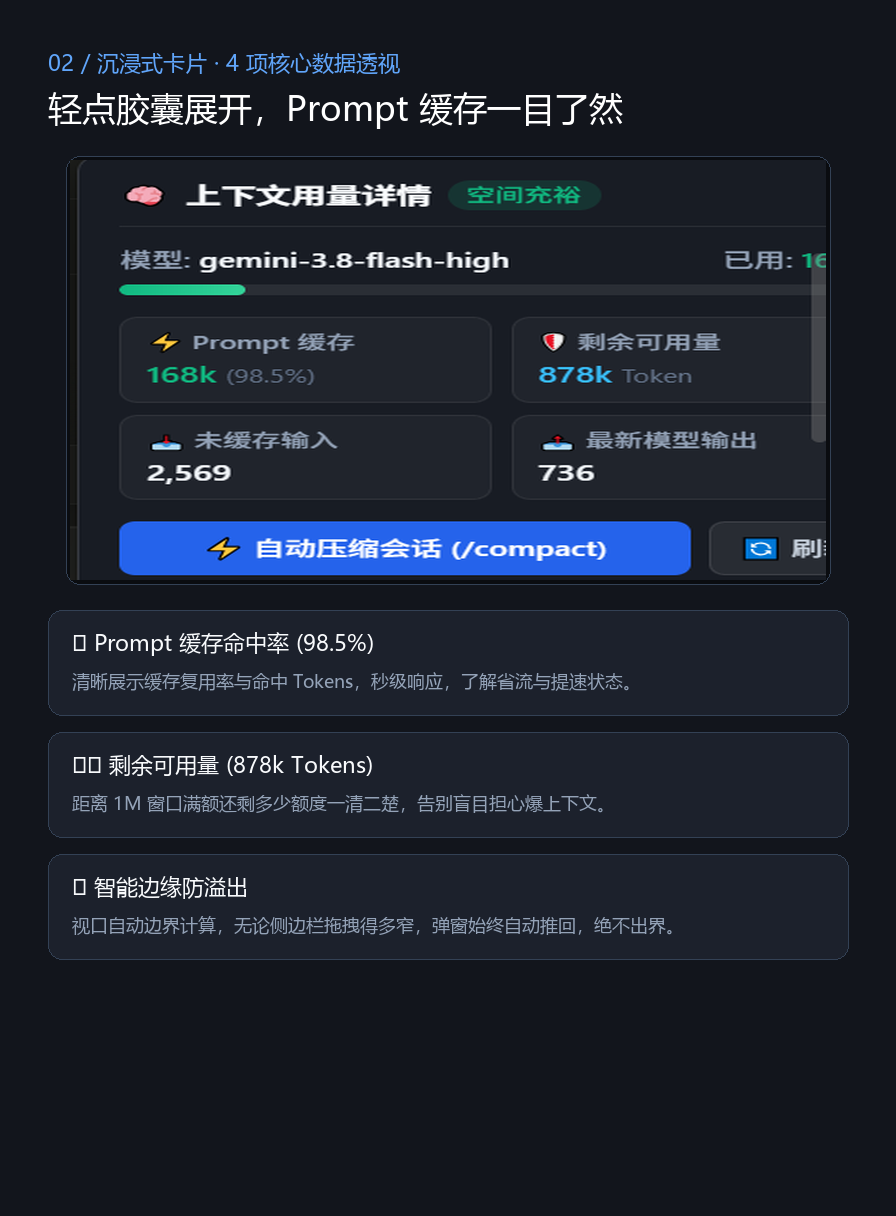 02 / 沉浸式卡片 · 4 项核心数据透视
轻点胶囊展开，Prompt 缓存一目了然
🧠 上下文用量详情 空间充裕
模型: gemini-3.8-flash-high 已用: 16
⚡ Prompt 缓存
168k (98.5%)
🛡️ 剩余可用量
878k Token
📥 未缓存输入
2,569
📤 最新模型输出
736
⚡ 自动压缩会话 (/compact)
🔄 刷
Prompt 缓存命中率 (98.5%)
清晰展示缓存复用率与命中 Tokens，秒级响应，了解省流与提速状态。
剩余可用量 (878k Tokens)
距离 1M 窗口满额还剩多少额度一清二楚，告别盲目担心爆上下文。
智能边缘防溢出
视口自动边界计算，无论侧边栏拖拽得多窄，弹窗始终自动推回，绝不出界。